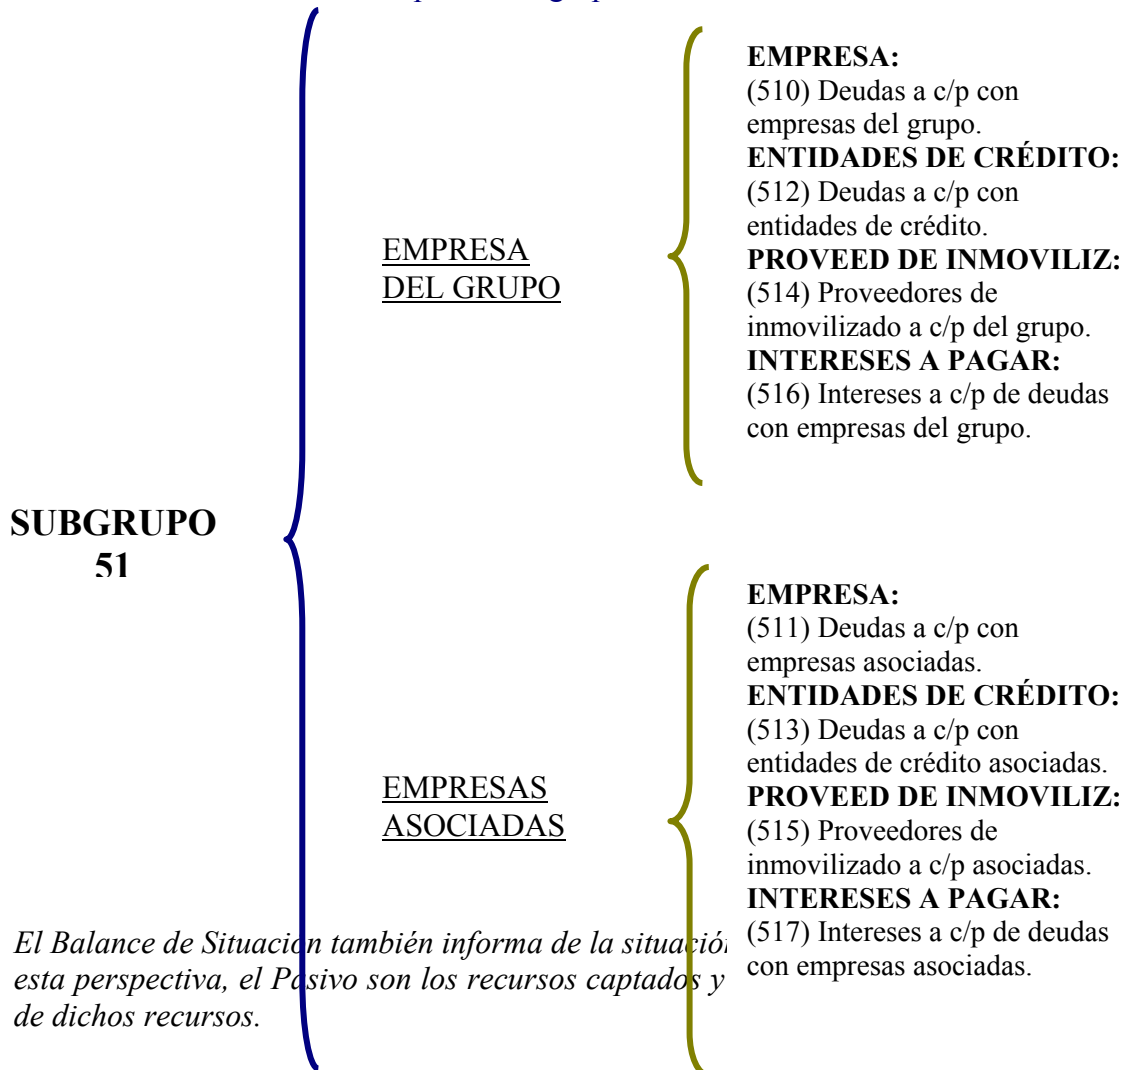 SUBGRUPO
51
EMPRESA
DEL GRUPO
EMPRESA:
(510) Deudas a c/p con
empresas del grupo.
ENTIDADES DE CRÉDITO:
(512) Deudas a c/p con
entidades de crédito.
PROVEED DE INMOVILIZ:
(514) Proveedores de
inmovilizado a c/p del grupo.
INTERESES A PAGAR:
(516) Intereses a c/p de deudas
con empresas del grupo.
EMPRESAS
ASOCIADAS
EMPRESA:
(511) Deudas a c/p con
empresas asociadas.
ENTIDADES DE CRÉDITO:
(513) Deudas a c/p con
entidades de crédito asociadas.
PROVEED DE INMOVILIZ:
(515) Proveedores de
inmovilizado a c/p asociadas.
INTERESES A PAGAR:
(517) Intereses a c/p de deudas
con empresas asociadas.
El Balance de Situación también informa de la situación
esta perspectiva, el Pasivo son los recursos captados y
de dichos recursos.